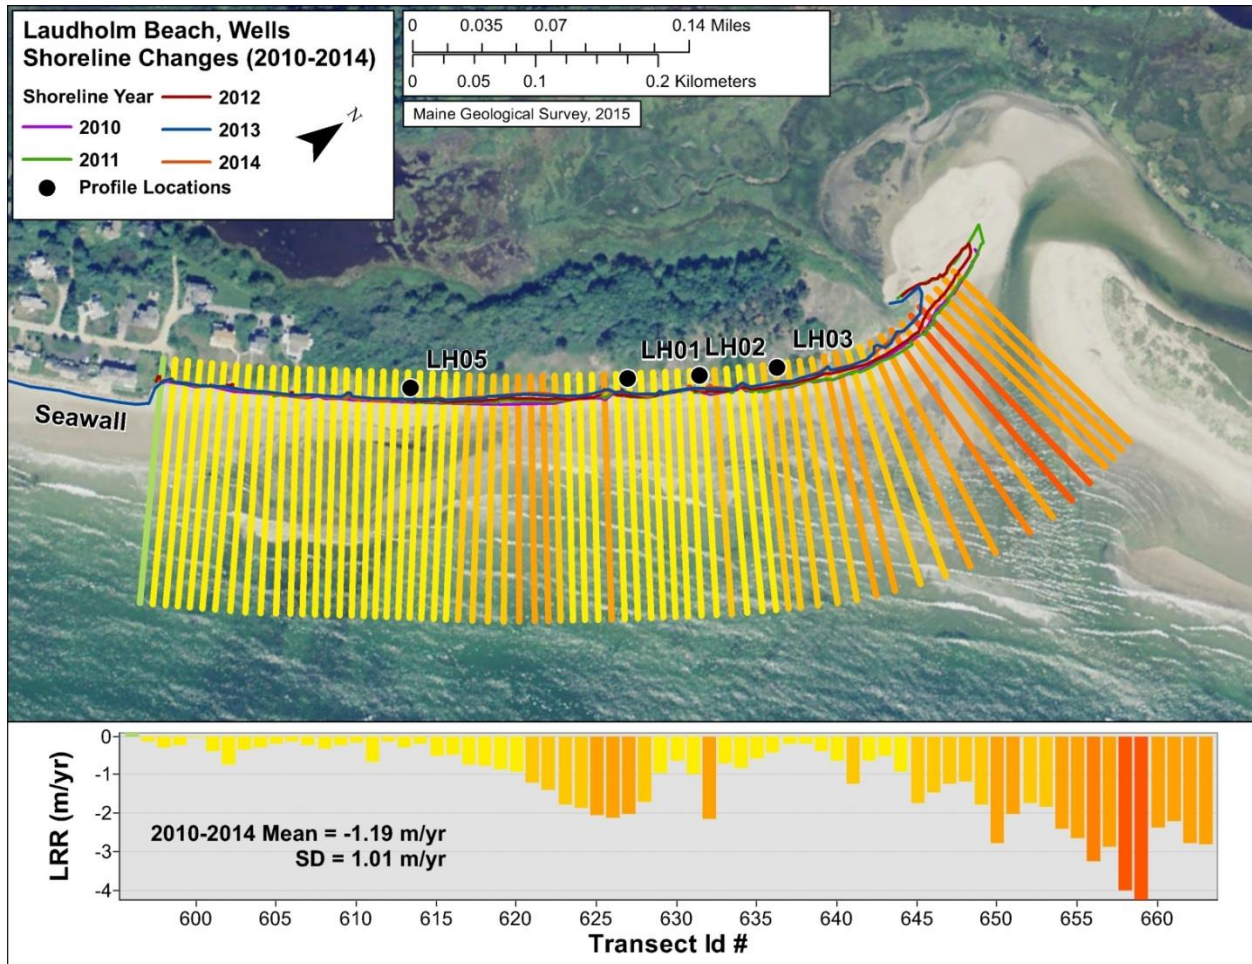 Laudholm Beach, Wells
Shoreline Changes (2010-2014)
Shoreline Year
2010
2011
2012
2013
2014
Profile Locations
N
0 0.035 0.07 0.14 Miles
0 0.05 0.1 0.2 Kilometers
Maine Geological Survey, 2015
LH05
LH01
LH02
LH03
Seawall
LRR (m/yr)
0
-1
-2
-3
-4
2010-2014 Mean = -1.19 m/yr
SD = 1.01 m/yr
600 605 610 615 620 625 630 635 640 645 650 655 660
Transect Id #